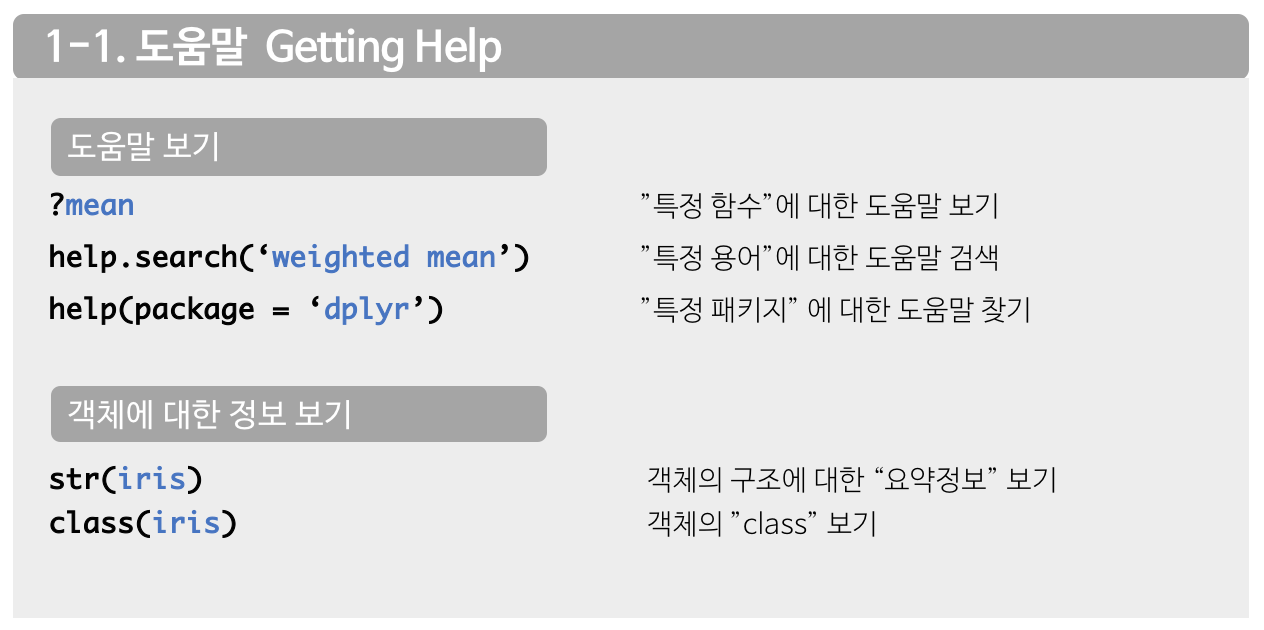 1-1. 도움말 Getting Help
도움말 보기
?mean ”특정 함수”에 대한 도움말 보기
help.search(‘weighted mean’) ”특정 용어”에 대한 도움말 검색
help(package = ‘dplyr’) ”특정 패키지” 에 대한 도움말 찾기
객체에 대한 정보 보기
str(iris) 객체의 구조에 대한 “요약정보” 보기
class(iris) 객체의 ”class” 보기